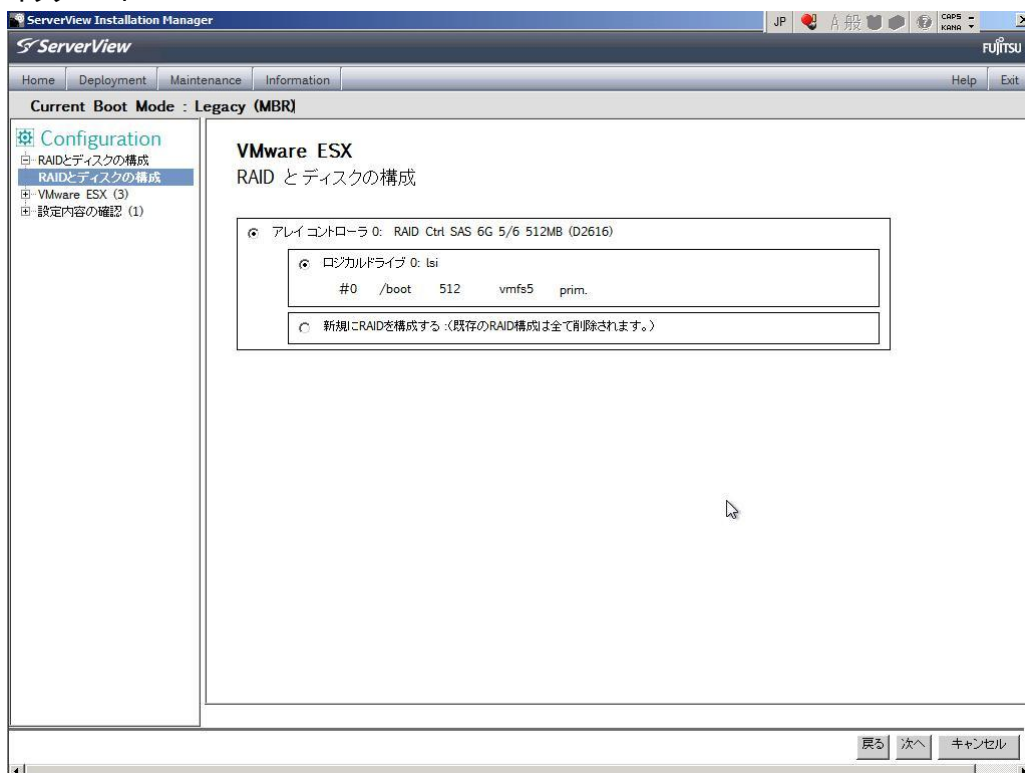 ServerView Installation Manager
JP A 般 CAPS KANA
ServerView FUJITSU
Home Deployment Maintenance Information Help Exit
Current Boot Mode : Legacy (MBR)
Configuration
RAIDとディスクの構成
RAIDとディスクの構成
VMware ESX (3)
設定内容の確認 (1)
VMware ESX
RAID とディスクの構成
アレイ コントローラ 0: RAID Ctrl SAS 6G 5/6 512MB (D2616)
ロジカルドライブ 0: lsi
#0 /boot 512 vmfs5 prim.
新規にRAIDを構成する :(既存のRAID構成は全て削除されます。)
戻る 次へ キャンセル